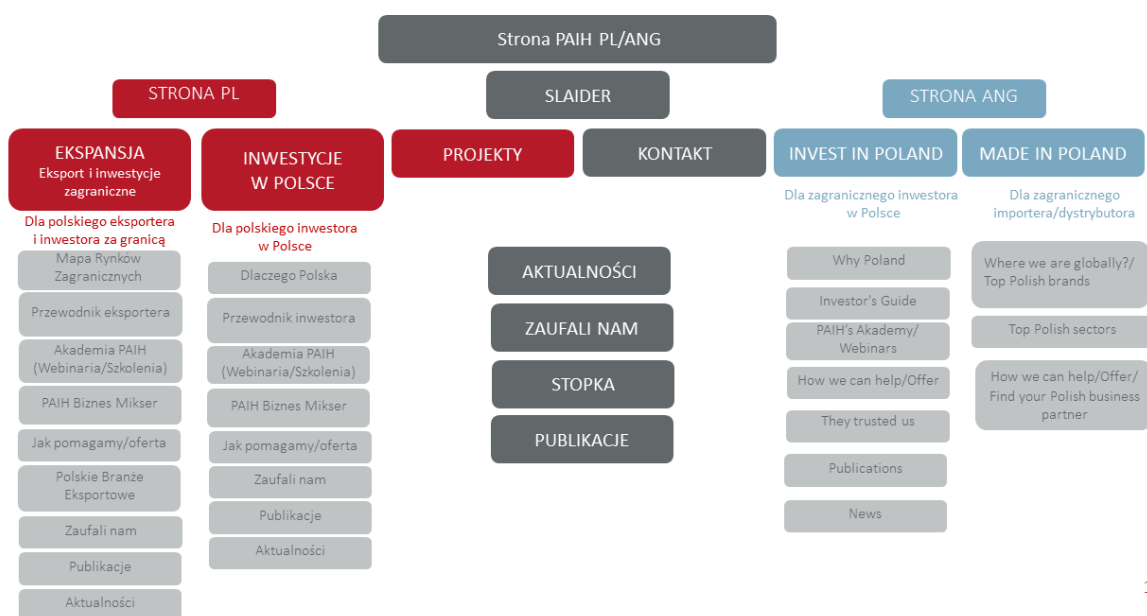 Strona PAIH PL/ANG
STRONA PL
SLAIDER
STRONA ANG
EKSPANSJA
Eksport i inwestycje
zagraniczne
Dla polskiego eksportera
i inwestora za granicą
Mapa Rynków
Zagranicznych
Przewodnik eksportera
Akademia PAIH
(Webinaria/Szkolenia)
PAIH Biznes Mikser
Jak pomagamy/oferta
Polskie Branże
Eksportowe
Zaufali nam
Publikacje
Aktualności
INWESTYCJE
W POLSCE
Dla polskiego inwestora
w Polsce
Dlaczego Polska
Przewodnik inwestora
Akademia PAIH
(Webinaria/Szkolenia)
PAIH Biznes Mikser
Jak pomagamy/oferta
Zaufali nam
Publikacje
Aktualności
PROJEKTY
KONTAKT
AKTUALNOŚCI
ZAUFALI NAM
STOPKA
PUBLIKACJE
INVEST IN POLAND
Dla zagranicznego inwestora
w Polsce
Why Poland
Investor's Guide
PAIH's Akademy/
Webinars
How we can help/Offer
They trusted us
Publications
News
MADE IN POLAND
Dla zagranicznego
importera/dystrybutora
Where we are globally?/
Top Polish brands
Top Polish sectors
How we can help/Offer/
Find your Polish business
partner